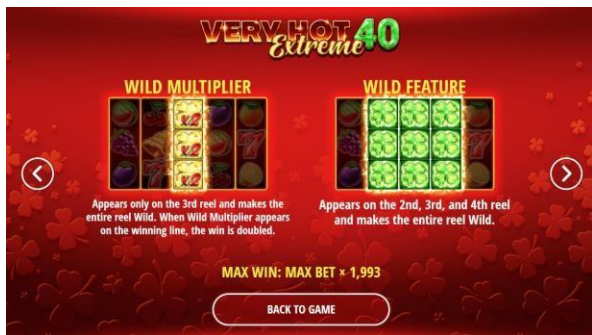 VERY HOT 40
Extreme
WILD MULTIPLIER
x2
x2
x2
Appears only on the 3rd reel and makes the
entire reel Wild. When Wild Multiplier appears
on the winning line, the win is doubled.
WILD FEATURE
Appears on the 2nd, 3rd, and 4th reel
and makes the entire reel Wild.
MAX WIN: MAX BET × 1,993
BACK TO GAME